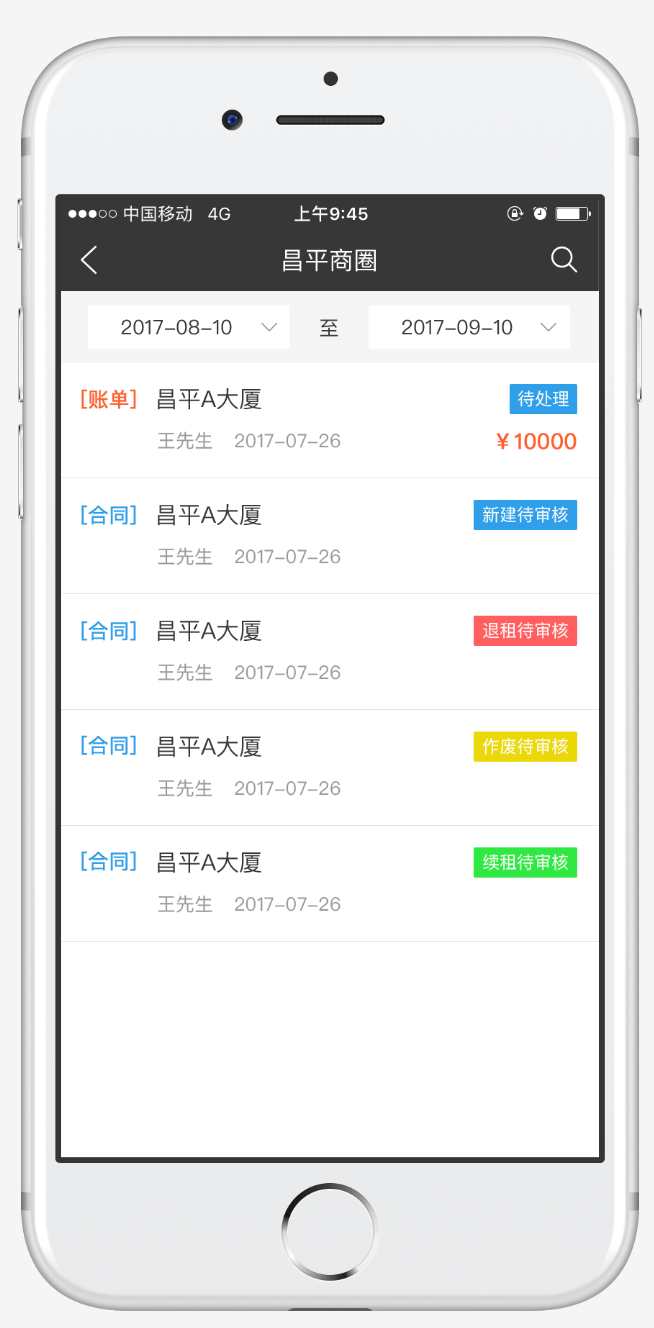 中国移动 4G 上午9:45
昌平商圈
2017-08-10 至 2017-09-10
[账单] 昌平A大厦 待处理
王先生 2017-07-26 ¥10000
[合同] 昌平A大厦 新建待审核
王先生 2017-07-26
[合同] 昌平A大厦 退租待审核
王先生 2017-07-26
[合同] 昌平A大厦 作废待审核
王先生 2017-07-26
[合同] 昌平A大厦 续租待审核
王先生 2017-07-26